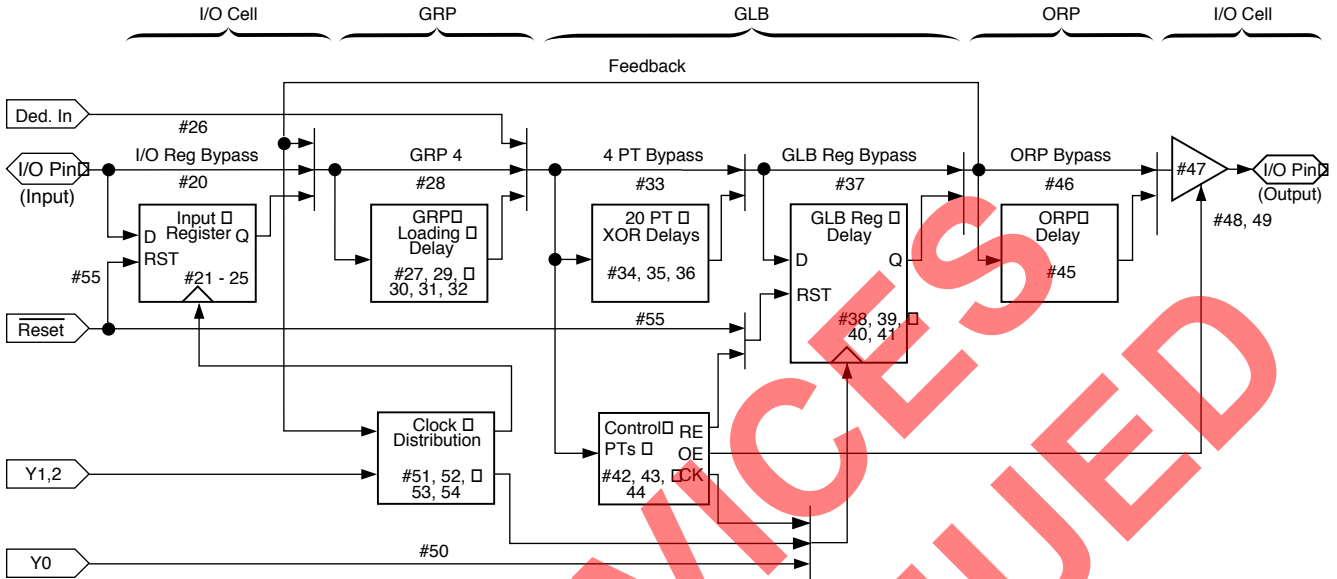 I/O Cell GRP GLB ORP I/O Cell
Feedback
Ded. In
#26
I/O Pin
(Input)
I/O Reg Bypass
#20
GRP 4
#28
4 PT Bypass
#33
GLB Reg Bypass
#37
ORP Bypass
#46
#47
I/O Pin
(Output)
#48, 49
Input
Register
D Q
RST
#21 - 25
#55
GRP
Loading
Delay
#27, 29,
30, 31, 32
20 PT
XOR Delays
#34, 35, 36
GLB Reg
Delay
D Q
RST
#38, 39,
40, 41
ORP
Delay
#45
Reset
#55
Clock
Distribution
#51, 52,
53, 54
Control
PTs
RE
OE
CK
#42, 43,
44
Y1,2
Y0
#50
VICES
UED